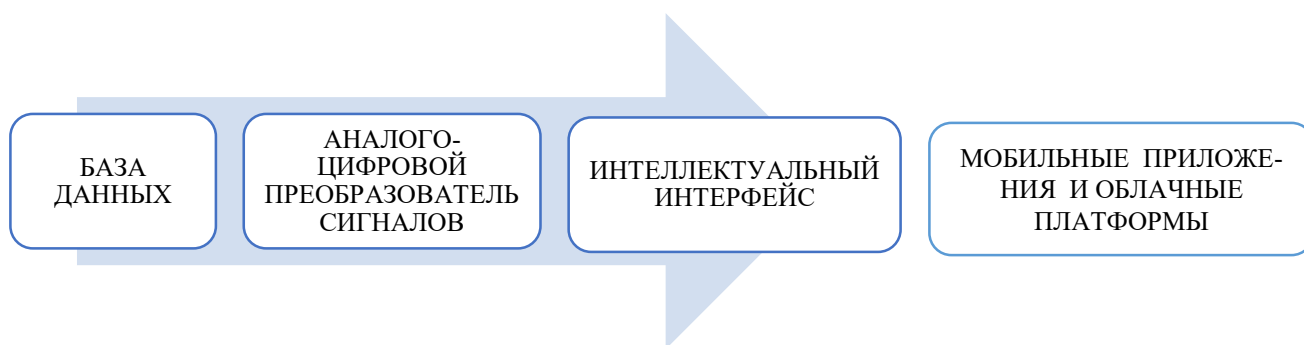 БАЗА
ДАННЫХ
АНАЛОГО-
ЦИФРОВОЙ
ПРЕОБРАЗОВАТЕЛЬ
СИГНАЛОВ
ИНТЕЛЛЕКТУАЛЬНЫЙ
ИНТЕРФЕЙС
МОБИЛЬНЫЕ ПРИЛОЖЕ-
НИЯ И ОБЛАЧНЫЕ
ПЛАТФОРМЫ